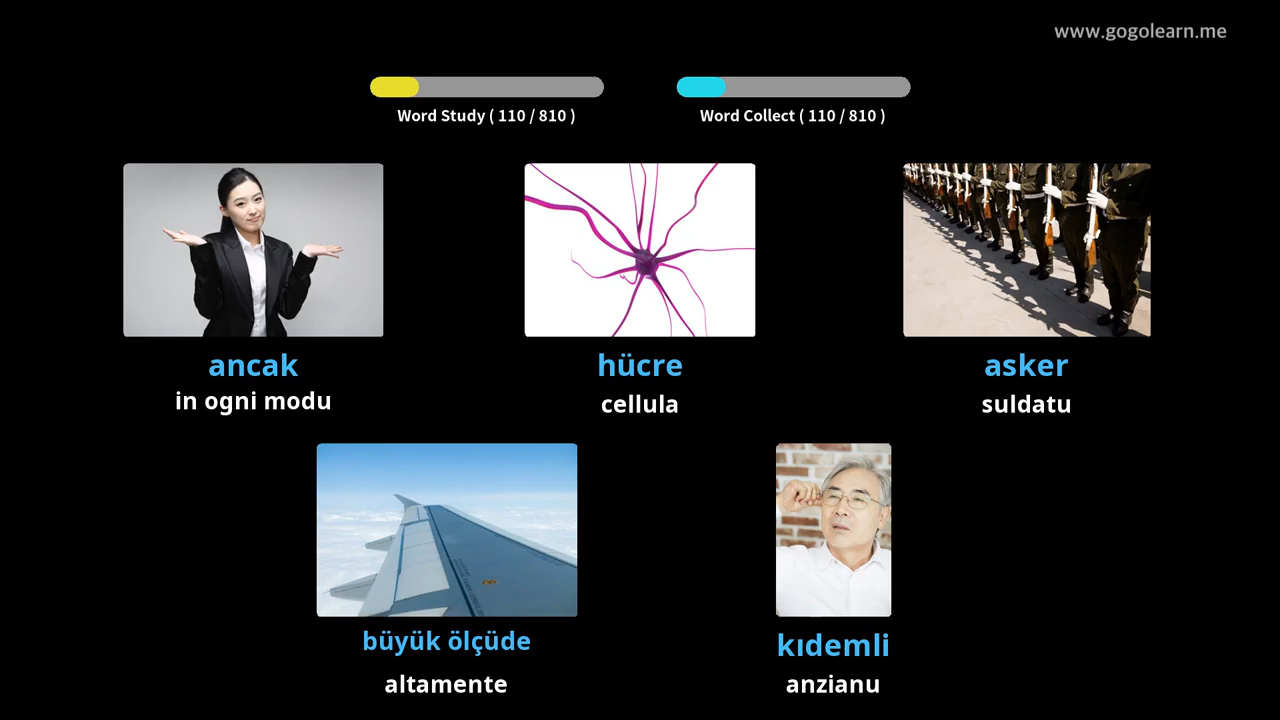 www.gogolearn.me
Word Study ( 110 / 810 )
Word Collect ( 110 / 810 )
ancak
in ogni modu
hücre
cellula
asker
suldatu
büyük ölçüde
altamente
kıdemli
anzianu